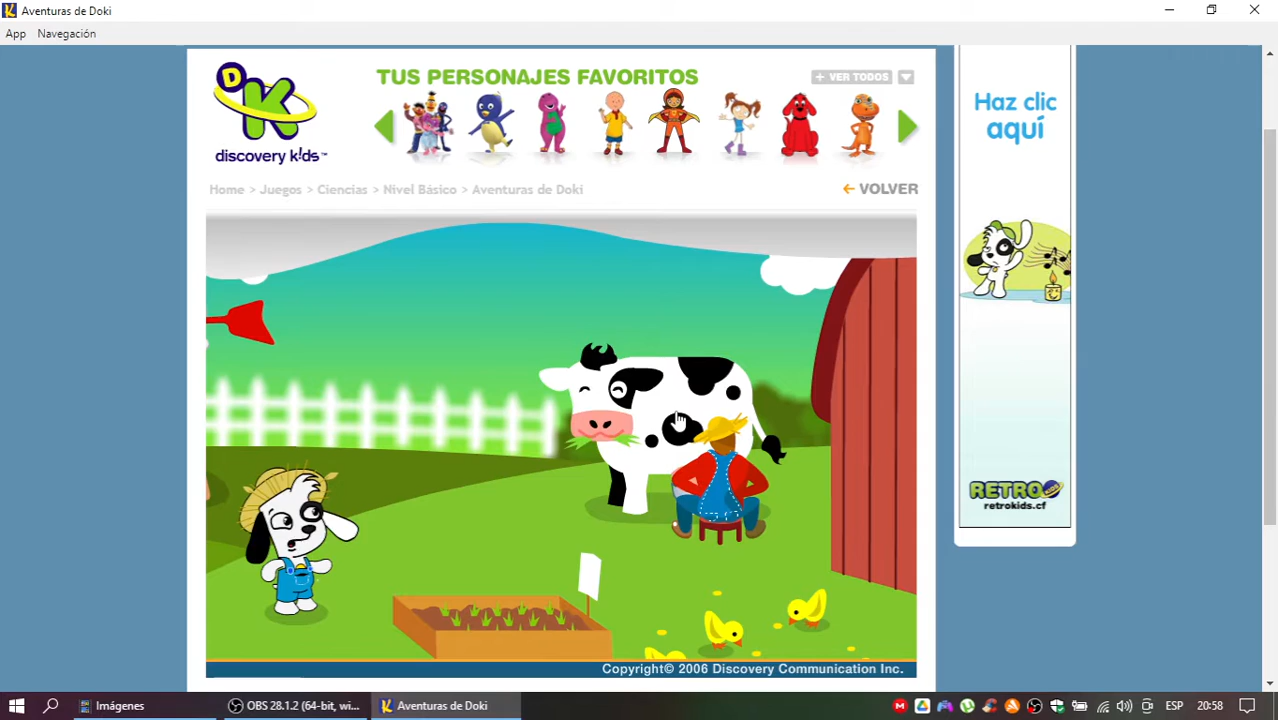 Aventuras de Doki
App Navegación
DK
discovery k!ds™
TUS PERSONAJES FAVORITOS
+ VER TODOS
Home > Juegos > Ciencias > Nivel Básico > Aventuras de Doki
← VOLVER
Haz clic
aquí
RETRO
retrokids.cf
Copyright© 2006 Discovery Communication Inc.
Imágenes
OBS 28.1.2 (64-bit, wi...
Aventuras de Doki
ESP
20:58